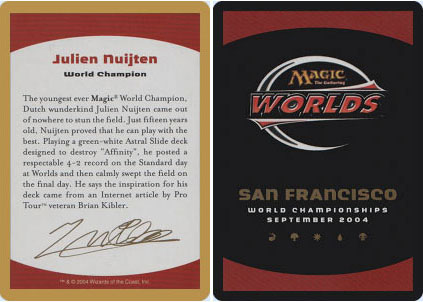 Julien Nuijten
World Champion
The youngest ever Magic® World Champion,
Dutch wunderkind Julien Nuijten came out
of nowhere to stun the field. Just fifteen years
old, Nuijten proved that he can play with the
best. Playing a green-white Astral Slide deck
designed to destroy "Affinity", he posted a
respectable 4-2 record on the Standard day
at Worlds and then calmly swept the field on
the final day. He says the inspiration for his
deck came from an Internet article by Pro
Tour™ veteran Brian Kibler.
™ & © 2004 Wizards of the Coast, Inc.
MAGIC
The Gathering
WORLDS
SAN FRANCISCO
WORLD CHAMPIONSHIPS
SEPTEMBER 2004